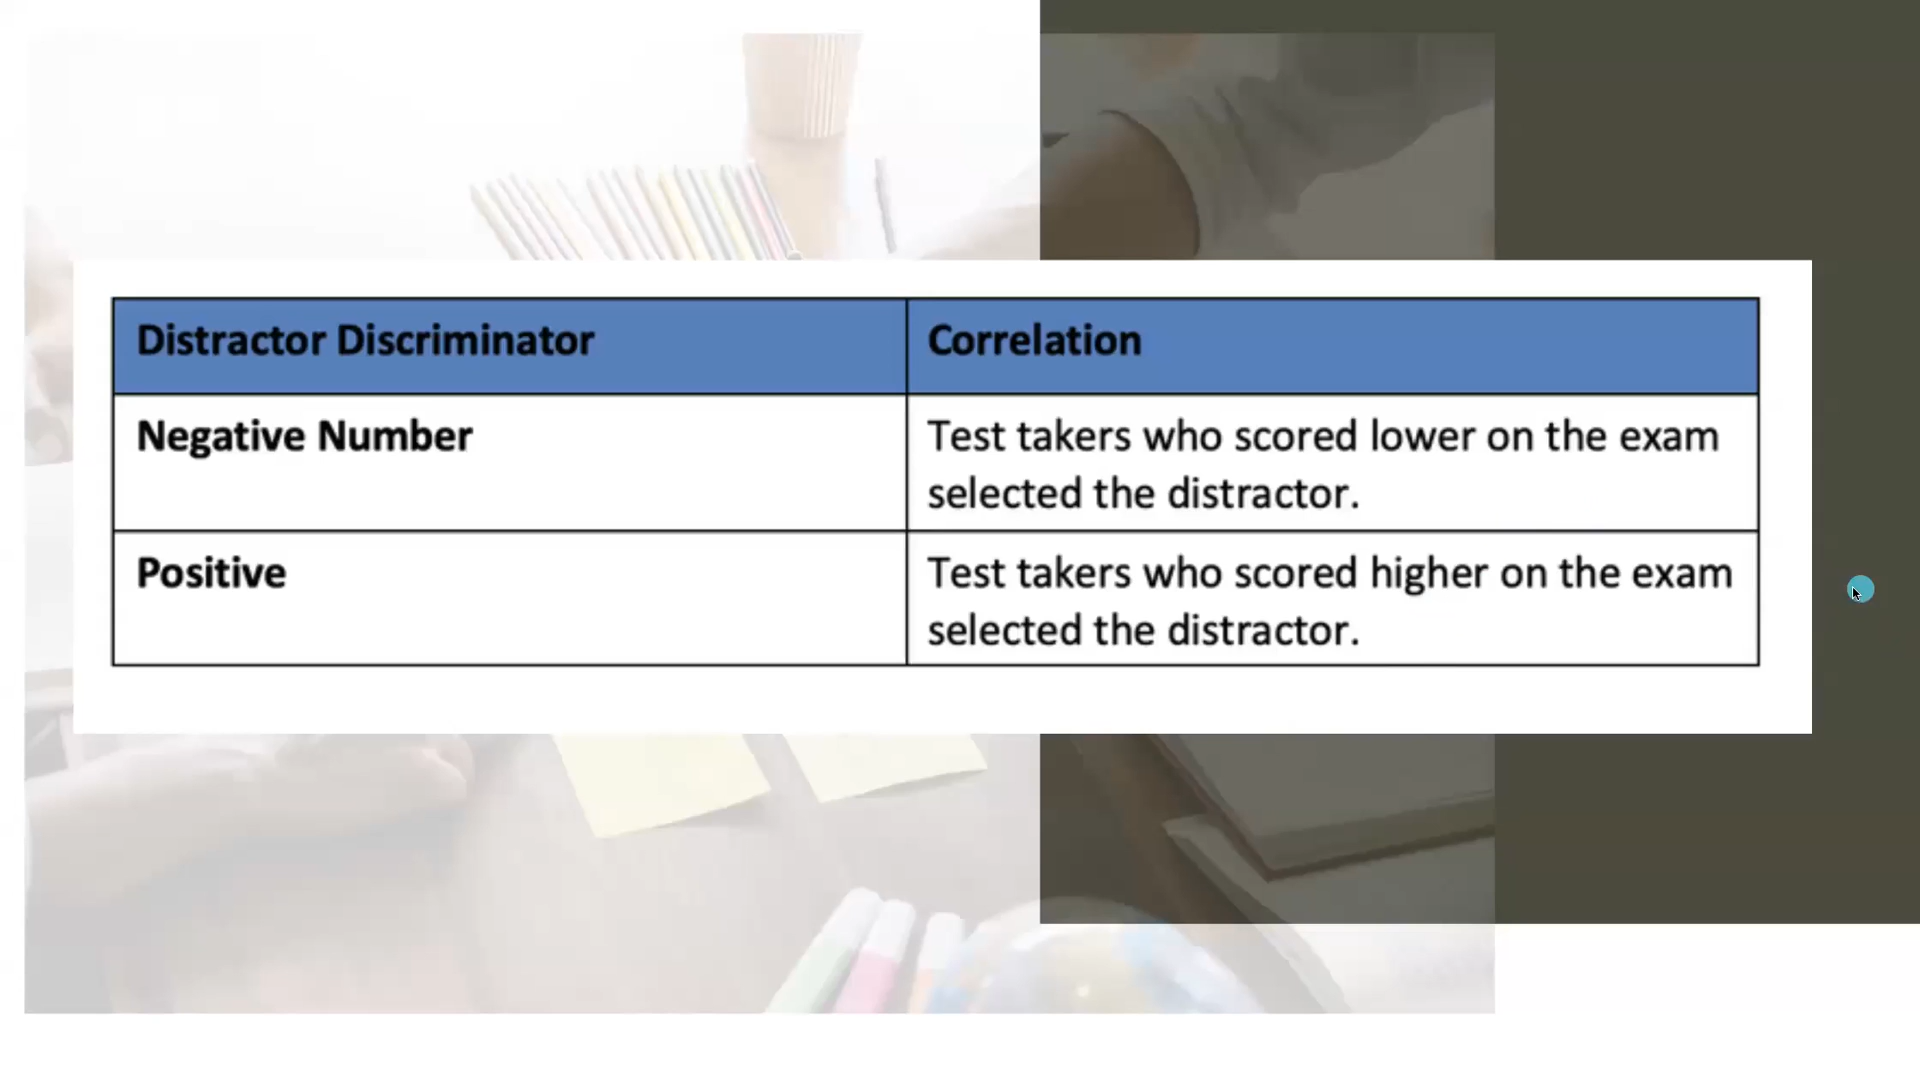 Distractor Discriminator
Correlation
Negative Number
Test takers who scored lower on the exam
selected the distractor.
Positive
Test takers who scored higher on the exam
selected the distractor.